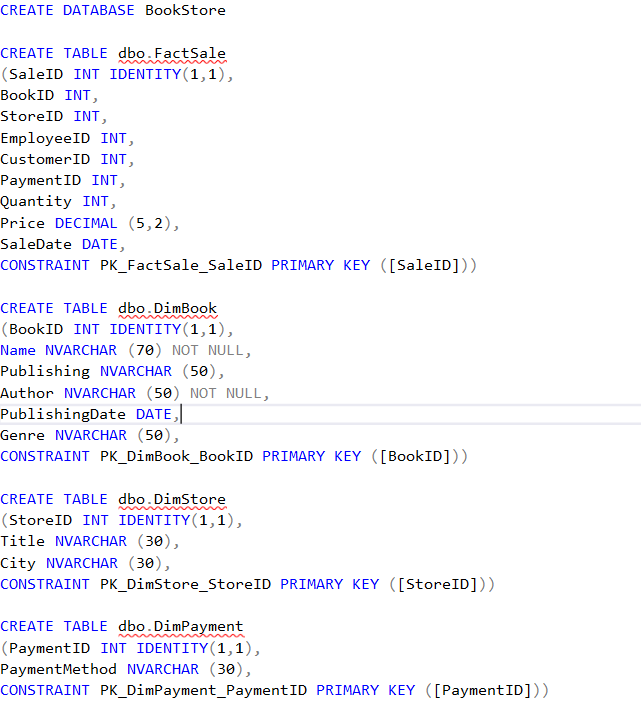 CREATE DATABASE BookStore
CREATE TABLE dbo.FactSale
(SaleID INT IDENTITY(1,1),
BookID INT,
StoreID INT,
EmployeeID INT,
CustomerID INT,
PaymentID INT,
Quantity INT,
Price DECIMAL (5,2),
SaleDate DATE,
CONSTRAINT PK_FactSale_SaleID PRIMARY KEY ([SaleID]))
CREATE TABLE dbo.DimBook
(BookID INT IDENTITY(1,1),
Name NVARCHAR (70) NOT NULL,
Publishing NVARCHAR (50),
Author NVARCHAR (50) NOT NULL,
PublishingDate DATE,
Genre NVARCHAR (50),
CONSTRAINT PK_DimBook_BookID PRIMARY KEY ([BookID]))
CREATE TABLE dbo.DimStore
(StoreID INT IDENTITY(1,1),
Title NVARCHAR (30),
City NVARCHAR (30),
CONSTRAINT PK_DimStore_StoreID PRIMARY KEY ([StoreID]))
CREATE TABLE dbo.DimPayment
(PaymentID INT IDENTITY(1,1),
PaymentMethod NVARCHAR (30),
CONSTRAINT PK_DimPayment_PaymentID PRIMARY KEY ([PaymentID]))